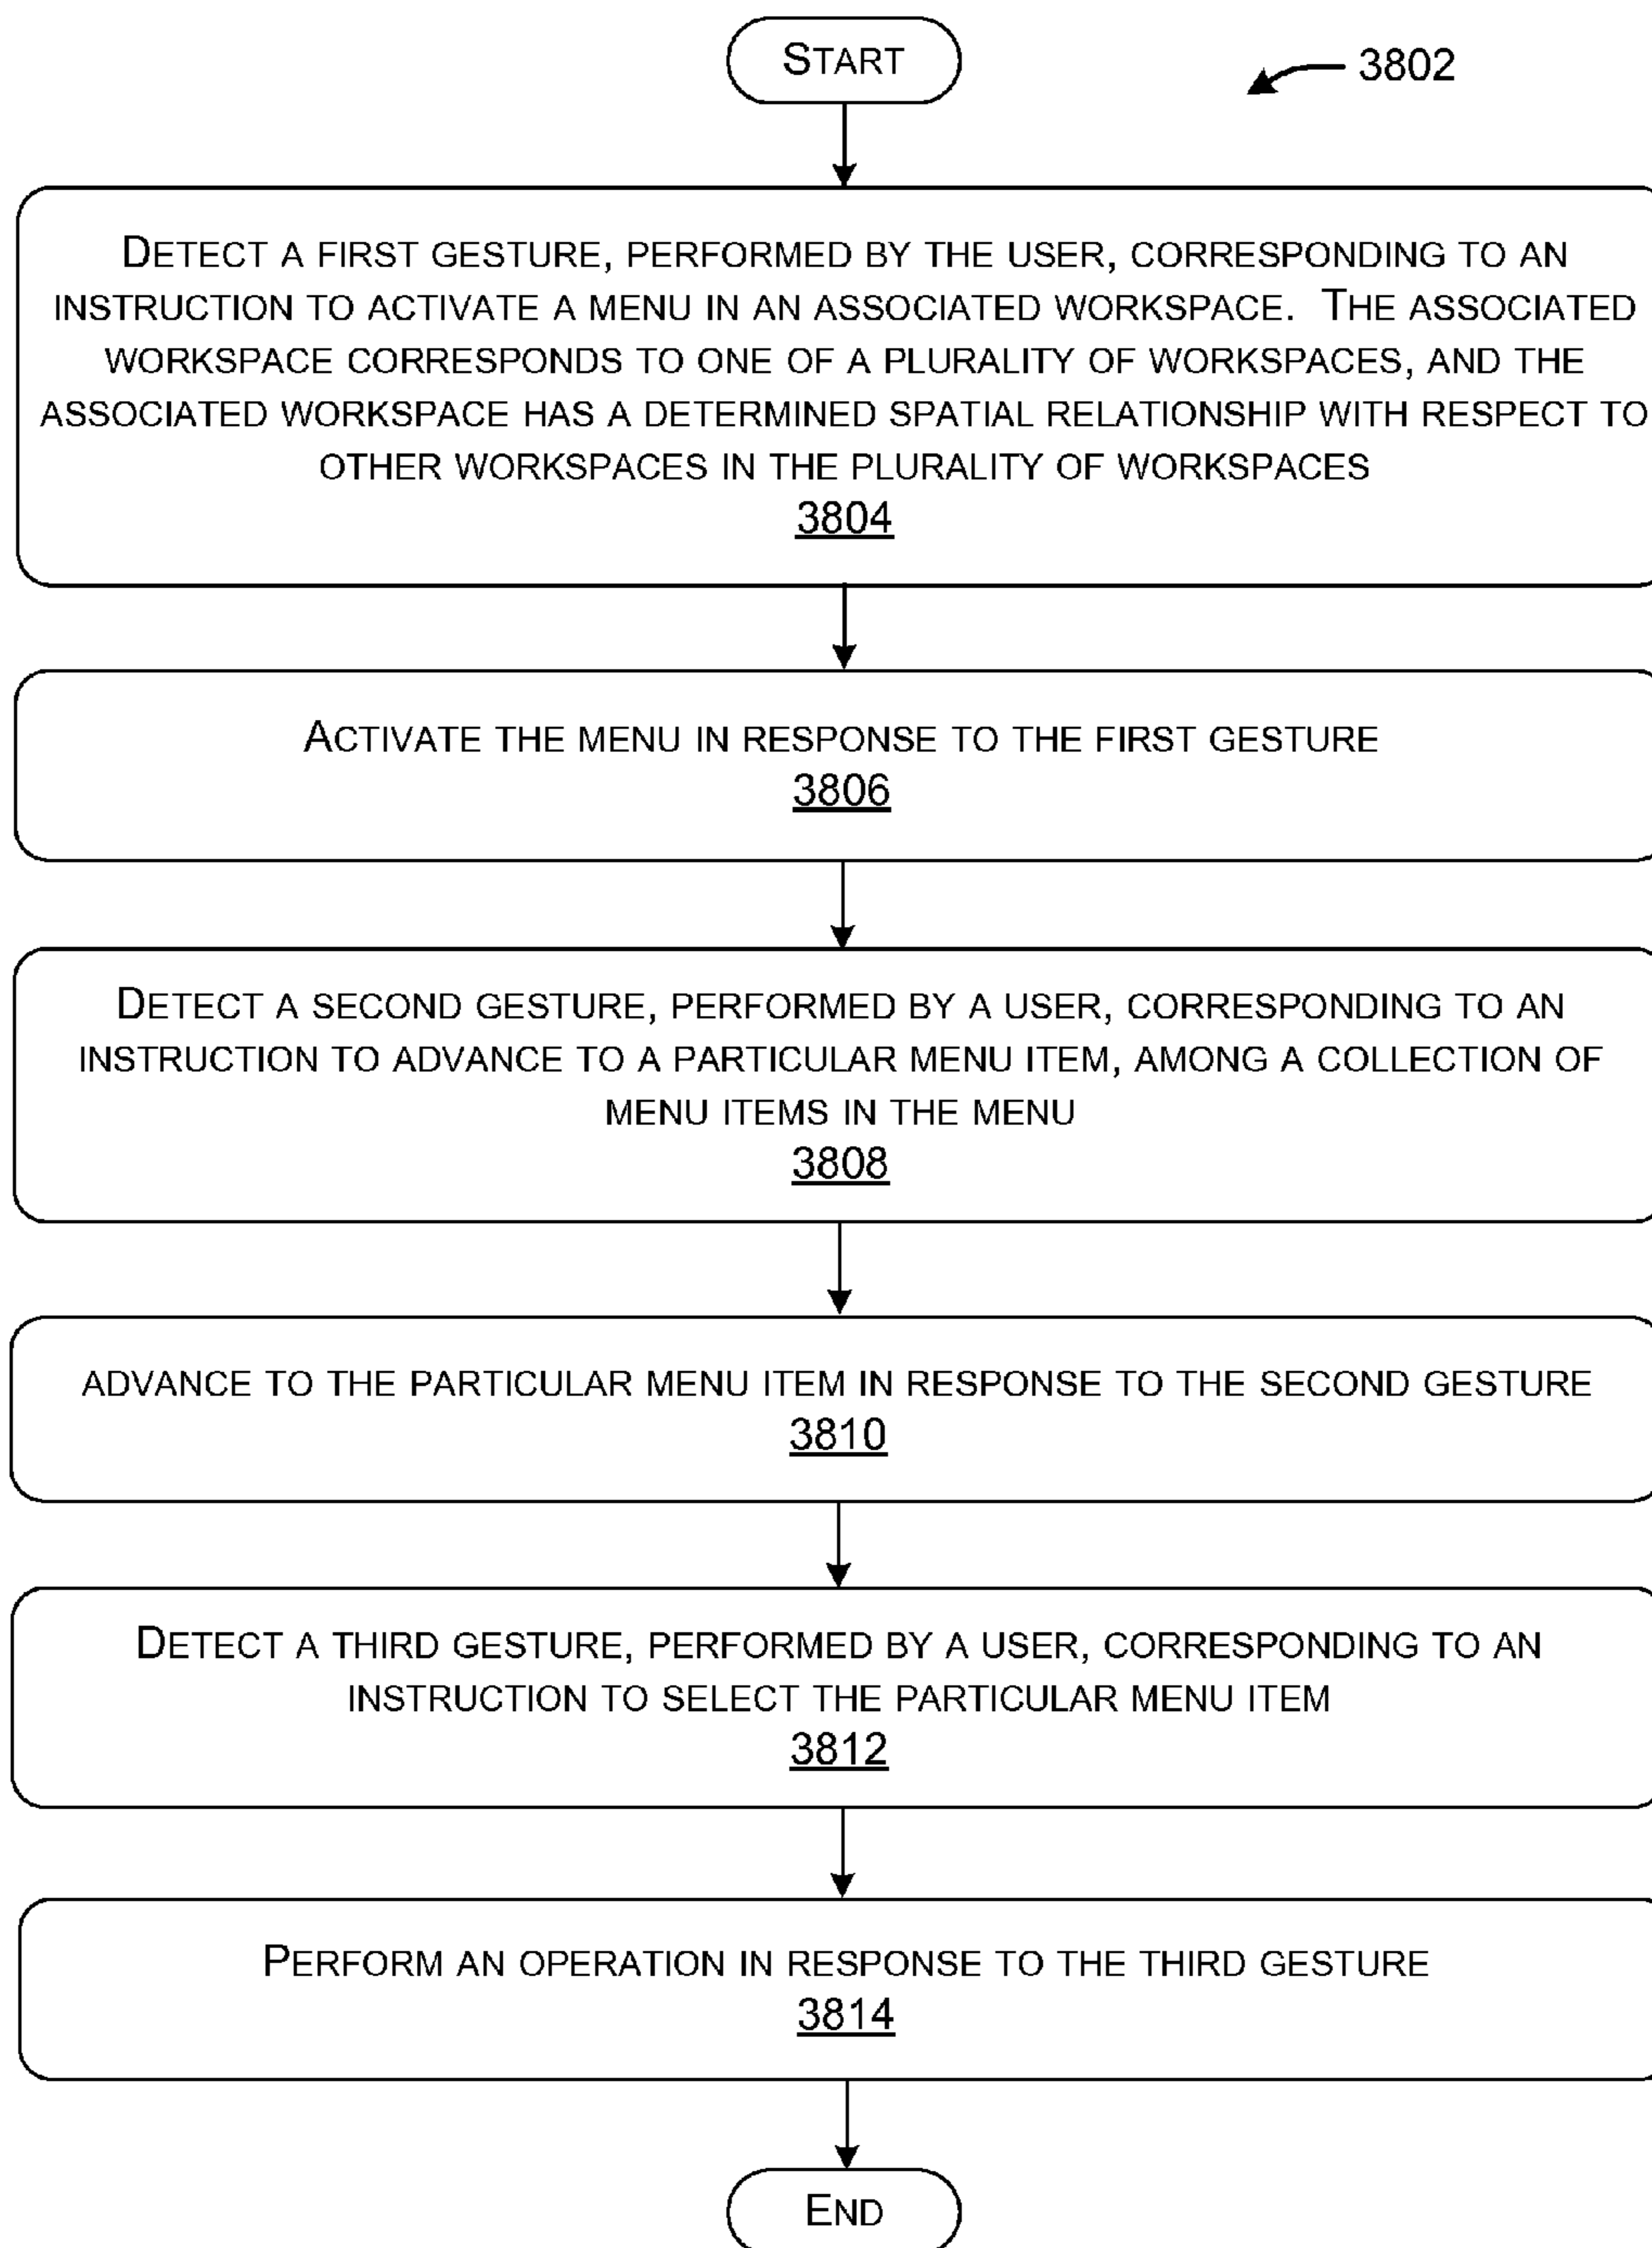 START
3802
DETECT A FIRST GESTURE, PERFORMED BY THE USER, CORRESPONDING TO AN
INSTRUCTION TO ACTIVATE A MENU IN AN ASSOCIATED WORKSPACE. THE ASSOCIATED
WORKSPACE CORRESPONDS TO ONE OF A PLURALITY OF WORKSPACES, AND THE
ASSOCIATED WORKSPACE HAS A DETERMINED SPATIAL RELATIONSHIP WITH RESPECT TO
OTHER WORKSPACES IN THE PLURALITY OF WORKSPACES
3804
ACTIVATE THE MENU IN RESPONSE TO THE FIRST GESTURE
3806
DETECT A SECOND GESTURE, PERFORMED BY A USER, CORRESPONDING TO AN
INSTRUCTION TO ADVANCE TO A PARTICULAR MENU ITEM, AMONG A COLLECTION OF
MENU ITEMS IN THE MENU
3808
ADVANCE TO THE PARTICULAR MENU ITEM IN RESPONSE TO THE SECOND GESTURE
3810
DETECT A THIRD GESTURE, PERFORMED BY A USER, CORRESPONDING TO AN
INSTRUCTION TO SELECT THE PARTICULAR MENU ITEM
3812
PERFORM AN OPERATION IN RESPONSE TO THE THIRD GESTURE
3814
END